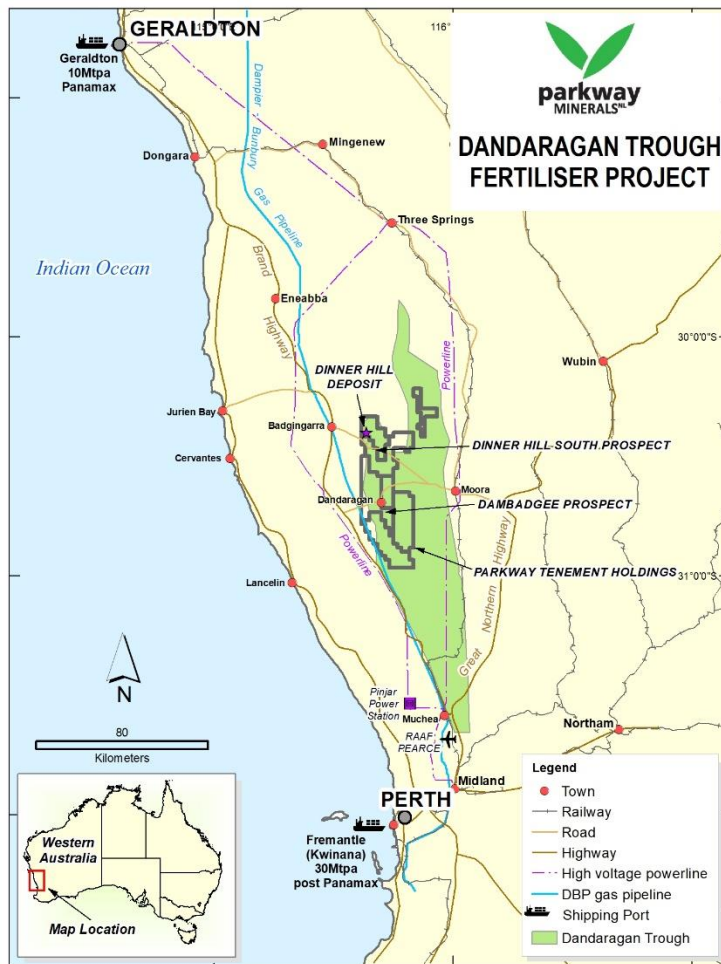 115°0'0"E
116°
GERALDTON
Geraldton
10Mtpa
Panamax
parkway
MINERALS NL
DANDARAGAN TROUGH
FERTILISER PROJECT
Dampier - Bunbury
Gas Pipeline
Mingenew
Dongara
Three Springs
Indian Ocean
Brand
Highway
Eneabba
30°0'0"S
Powerline
Wubin
DINNER HILL
DEPOSIT
Jurien Bay
Badgingarra
DINNER HILL SOUTH PROSPECT
Cervantes
Moora
Dandaragan
DAMBADGEE PROSPECT
Powerline
PARKWAY TENEMENT HOLDINGS
31°0'0"S
Lancelin
Great Northern Highway
N
Pinjar
Power
Station
Muchea
Northam
80
Kilometers
RAAF
PEARCE
Midland
PERTH
Fremantle
(Kwinana)
30Mtpa
post Panamax
Western
Australia
Map Location
Legend
Town
Railway
Road
Highway
High voltage powerline
DBP gas pipeline
Shipping Port
Dandaragan Trough